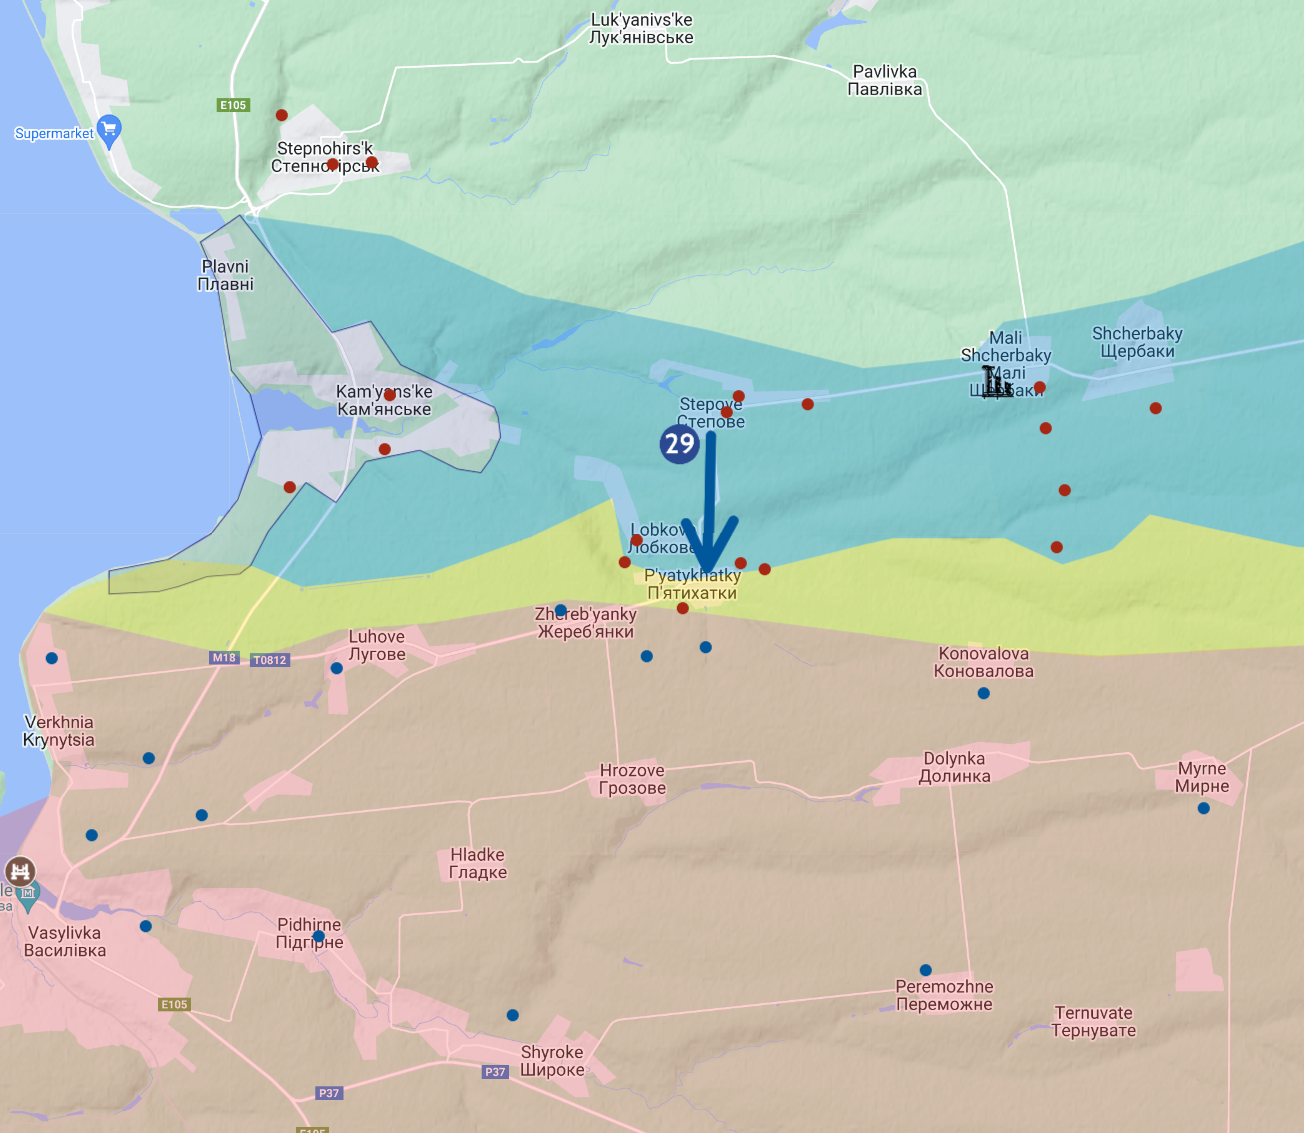 Luk'yanivs'ke
Лук'янівське
Pavlivka
Павлівка
E105
Supermarket
Stepnohirs'k
Степногірськ
Plavni
Плавні
Mali
Shcherbaky
Малі
Щербаки
Shcherbaky
Щербаки
Kam'yans'ke
Кам'янське
Stepove
Степове
29
Lobkove
Лобкове
P'yatykhatky
П'ятихатки
Zhereb'yanky
Жереб'янки
Luhove
Лугове
M18
T0812
Konovalova
Коновалова
Verkhnia
Krynytsia
Hrozove
Грозове
Dolynka
Долинка
Myrne
Мирне
Hladke
Гладке
le
ва
Vasylivka
Василівка
Pidhirne
Підгірне
E105
Peremozhne
Переможне
Ternuvate
Тернувате
Shyroke
Широке
P37
P37
E105